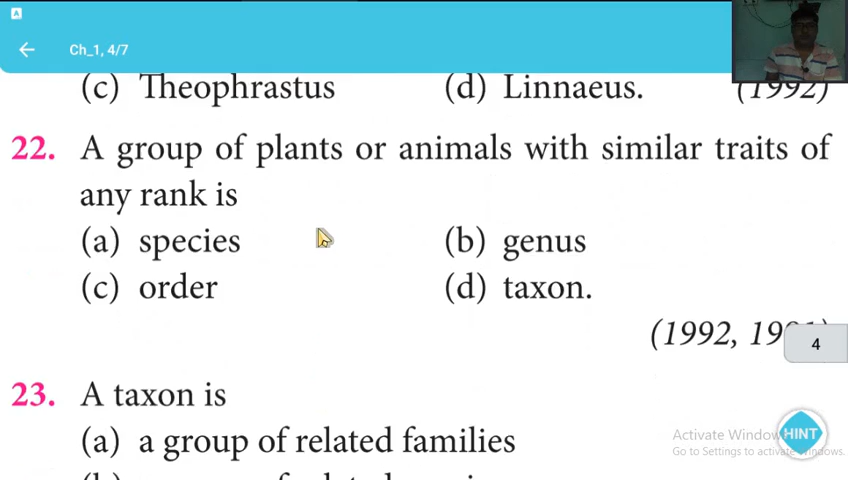 A
Ch_1, 4/7
(c) Theophrastus (d) Linnaeus. (1992)
22. A group of plants or animals with similar traits of
any rank is
(a) species (b) genus
(c) order (d) taxon.
(1992,
4
23. A taxon is
(a) a group of related families
HINT
Activate Windows
Go to Settings to activate Windows.